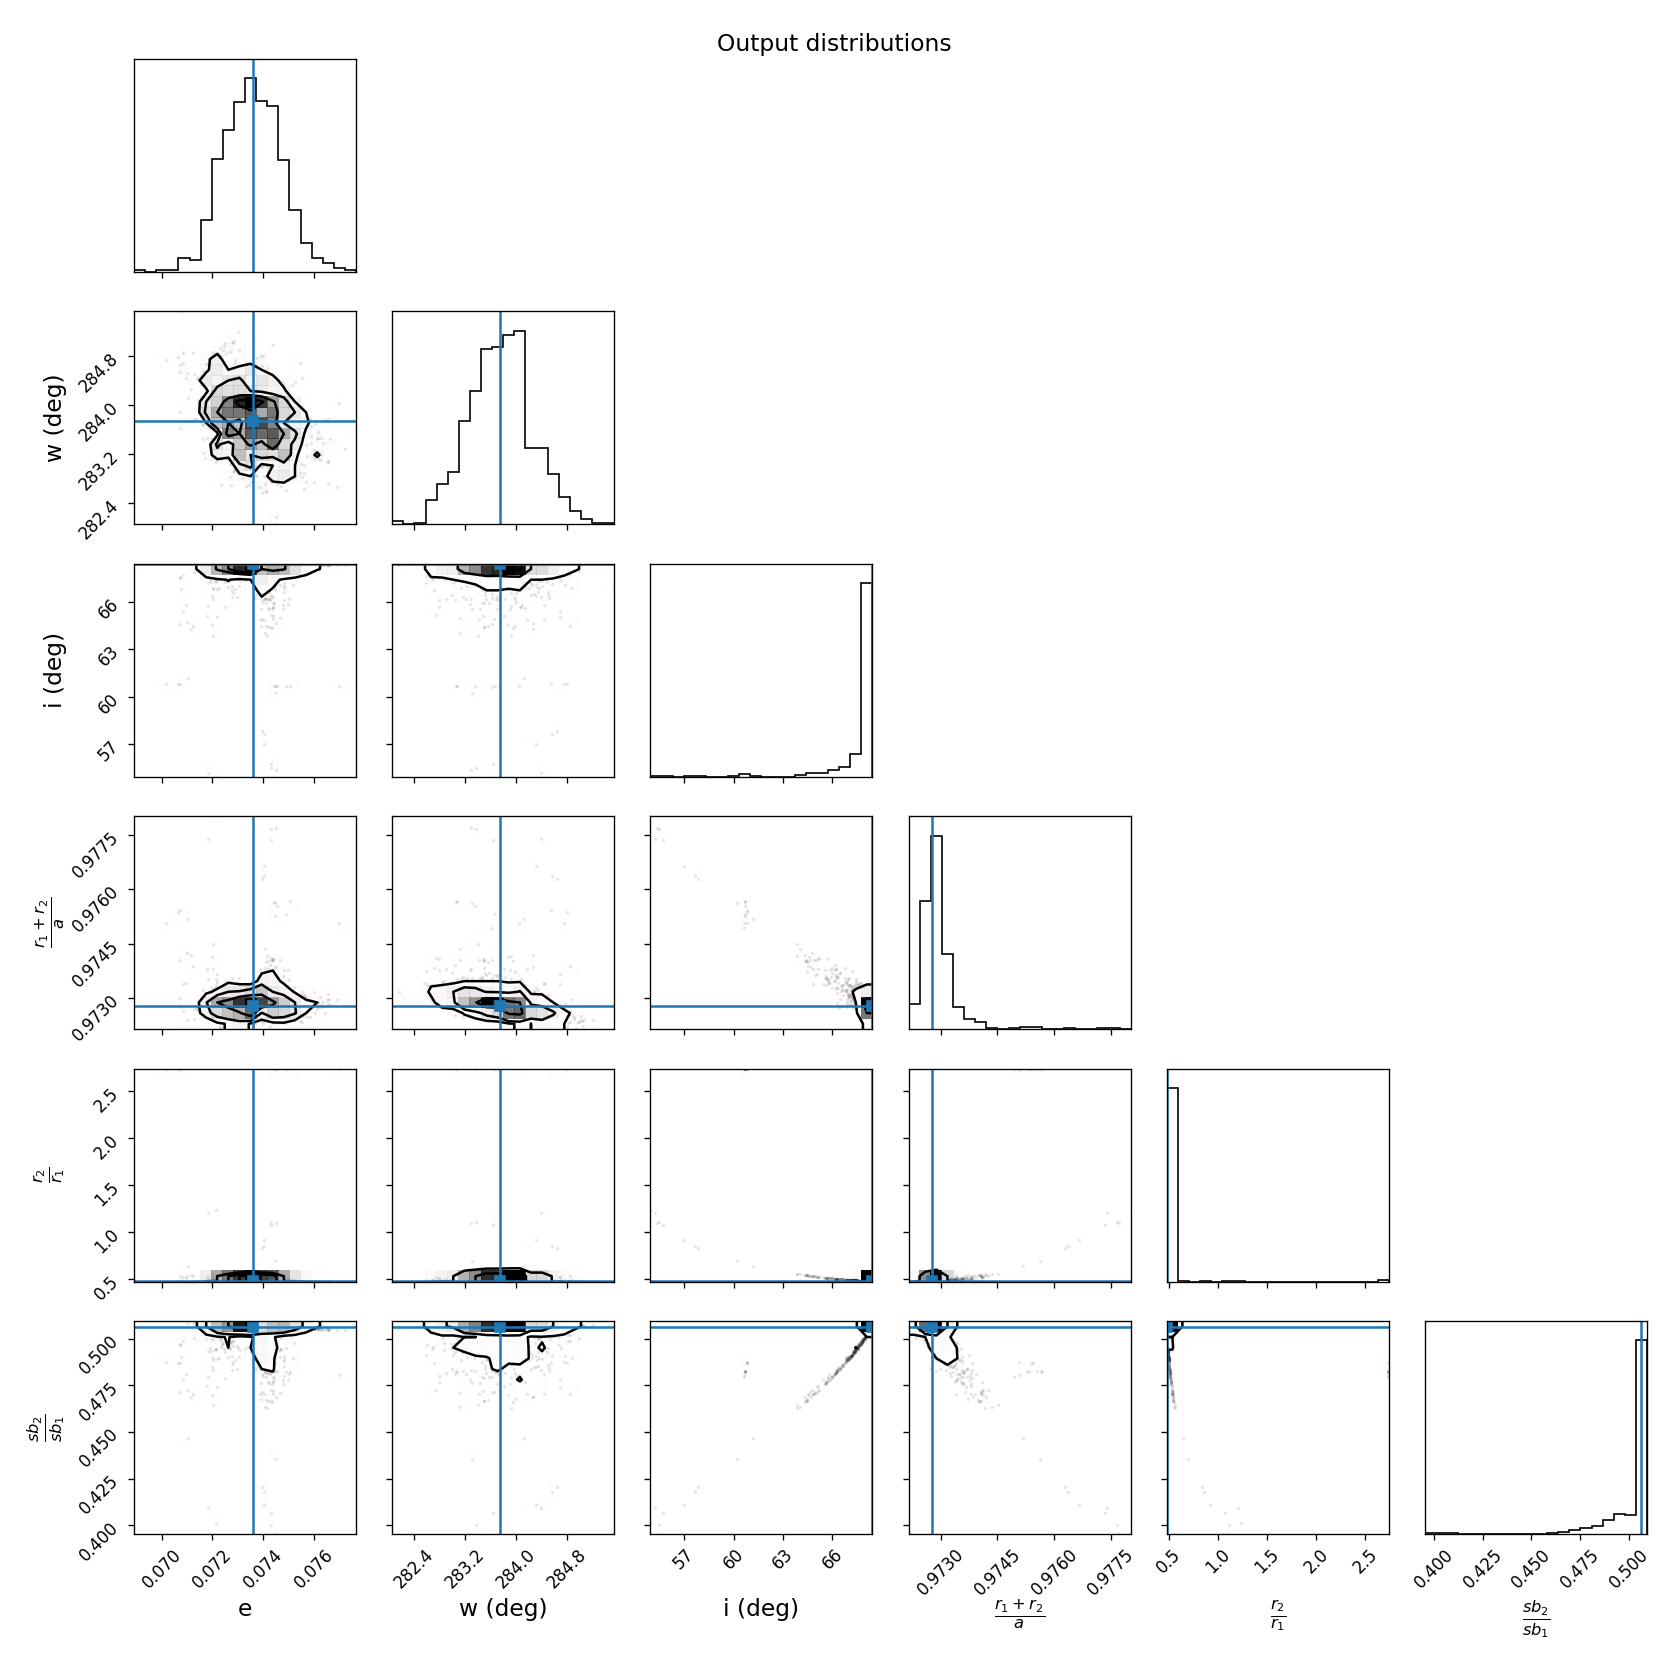 Output distributions
w (deg)
284.8
284.0
283.2
282.4
i (deg)
66
63
60
57
r₁ + r₂
a
0.9775
0.9760
0.9745
0.9730
r₂
r₁
2.5
2.0
1.5
1.0
0.5
sb₂
sb₁
0.500
0.475
0.450
0.425
0.400
0.070 0.072 0.074 0.076
282.4 283.2 284.0 284.8
57 60 63 66
0.9730 0.9745 0.9760 0.9775
0.5 1.0 1.5 2.0 2.5
0.400 0.425 0.450 0.475 0.500
e
w (deg)
i (deg)
r₁ + r₂
a
r₂
r₁
sb₂
sb₁